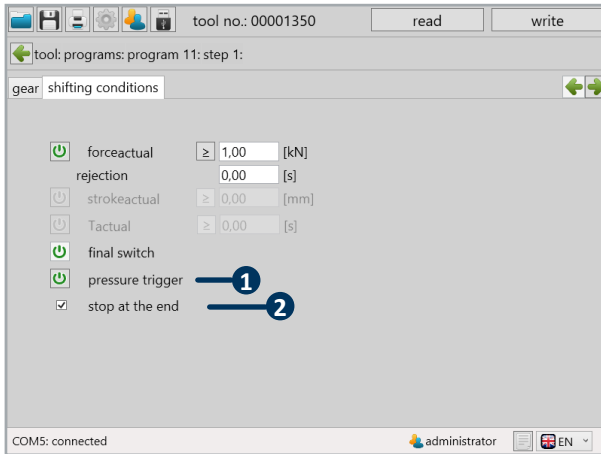 tool no.: 00001350 read write
tool: programs: program 11: step 1:
gear shifting conditions
forceactual ≥ 1,00 [kN]
rejection 0,00 [s]
strokeactual ≥ 0,00 [mm]
Tactual ≥ 0,00 [s]
final switch
pressure trigger 1
stop at the end 2
COM5: connected administrator EN